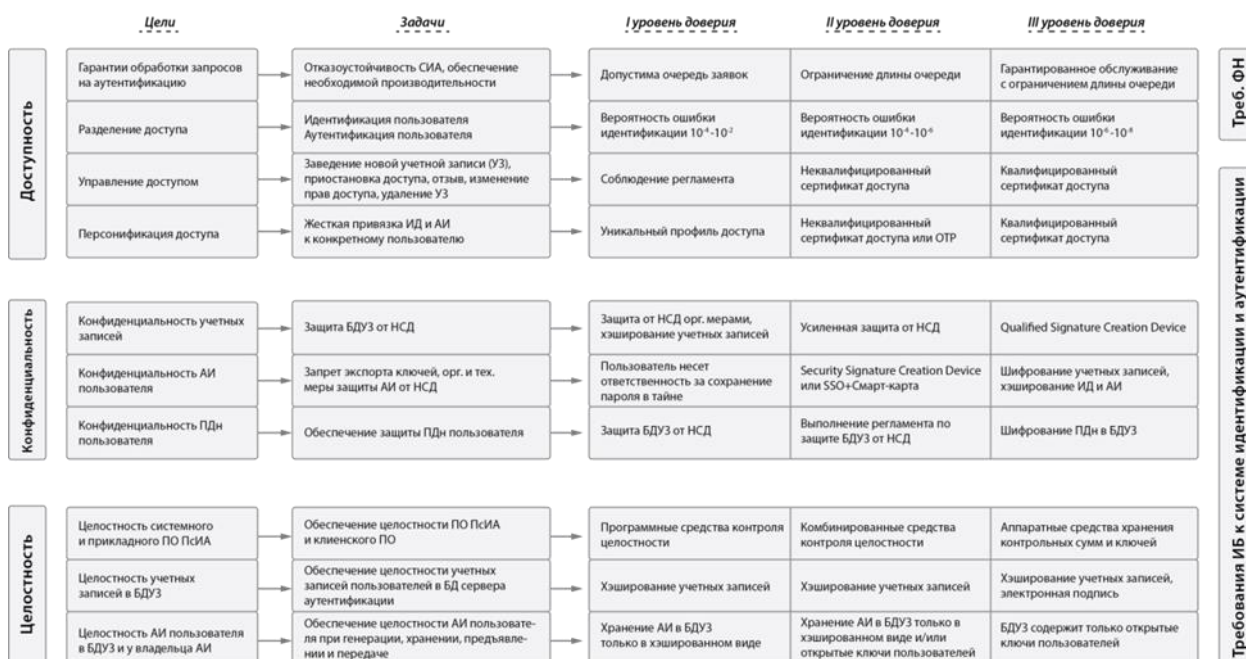 Цели
Задачи
I уровень доверия
II уровень доверия
III уровень доверия
Доступность
Гарантии обработки запросов
на аутентификацию
Отказоустойчивость СИА, обеспечение
необходимой производительности
Допустима очередь заявок
Ограничение длины очереди
Гарантированное обслуживание
с ограничением длины очереди
Разделение доступа
Идентификация пользователя
Аутентификация пользователя
Вероятность ошибки
идентификации 10⁻⁴-10⁻²
Вероятность ошибки
идентификации 10⁻⁴-10⁻⁶
Вероятность ошибки
идентификации 10⁻⁶-10⁻⁸
Управление доступом
Заведение новой учетной записи (УЗ),
приостановка доступа, отзыв, изменение
прав доступа, удаление УЗ
Соблюдение регламента
Неквалифицированный
сертификат доступа
Квалифицированный
сертификат доступа
Персонификация доступа
Жесткая привязка ИД и АИ
к конкретному пользователю
Уникальный профиль доступа
Неквалифицированный
сертификат доступа или OTP
Квалифицированный
сертификат доступа
Конфиденциальность
Конфиденциальность учетных
записей
Защита БДУЗ от НСД
Защита от НСД орг. мерами,
хэширование учетных записей
Усиленная защита от НСД
Qualified Signature Creation Device
Конфиденциальность АИ
пользователя
Запрет экспорта ключей, орг. и тех.
меры защиты АИ от НСД
Пользователь несет
ответственность за сохранение
пароля в тайне
Security Signature Creation Device
или SSO+Смарт-карта
Шифрование учетных записей,
хэширование ИД и АИ
Конфиденциальность ПДн
пользователя
Обеспечение защиты ПДн пользователя
Защита БДУЗ от НСД
Выполнение регламента по
защите БДУЗ от НСД
Шифрование ПДн в БДУЗ
Целостность
Целостность системного
и прикладного ПО ПсИА
Обеспечение целостности ПО ПсИА
и клиенского ПО
Программные средства контроля
целостности
Комбинированные средства
контроля целостности
Аппаратные средства хранения
контрольных сумм и ключей
Целостность учетных
записей в БДУЗ
Обеспечение целостности учетных
записей пользователей в БД сервера
аутентификации
Хэширование учетных записей
Хэширование учетных записей
Хэширование учетных записей,
электронная подпись
Целостность АИ пользователя
в БДУЗ и у владельца АИ
Обеспечение целостности АИ пользовате-
ля при генерации, хранении, предъявле-
нии и передаче
Хранение АИ в БДУЗ
только в хэшированном виде
Хранение АИ в БДУЗ только в
хэшированном виде и/или
открытые ключи пользователей
БДУЗ содержит только открытые
ключи пользователей
Треб. ФН
Требования ИБ к системе идентификации и аутентификации